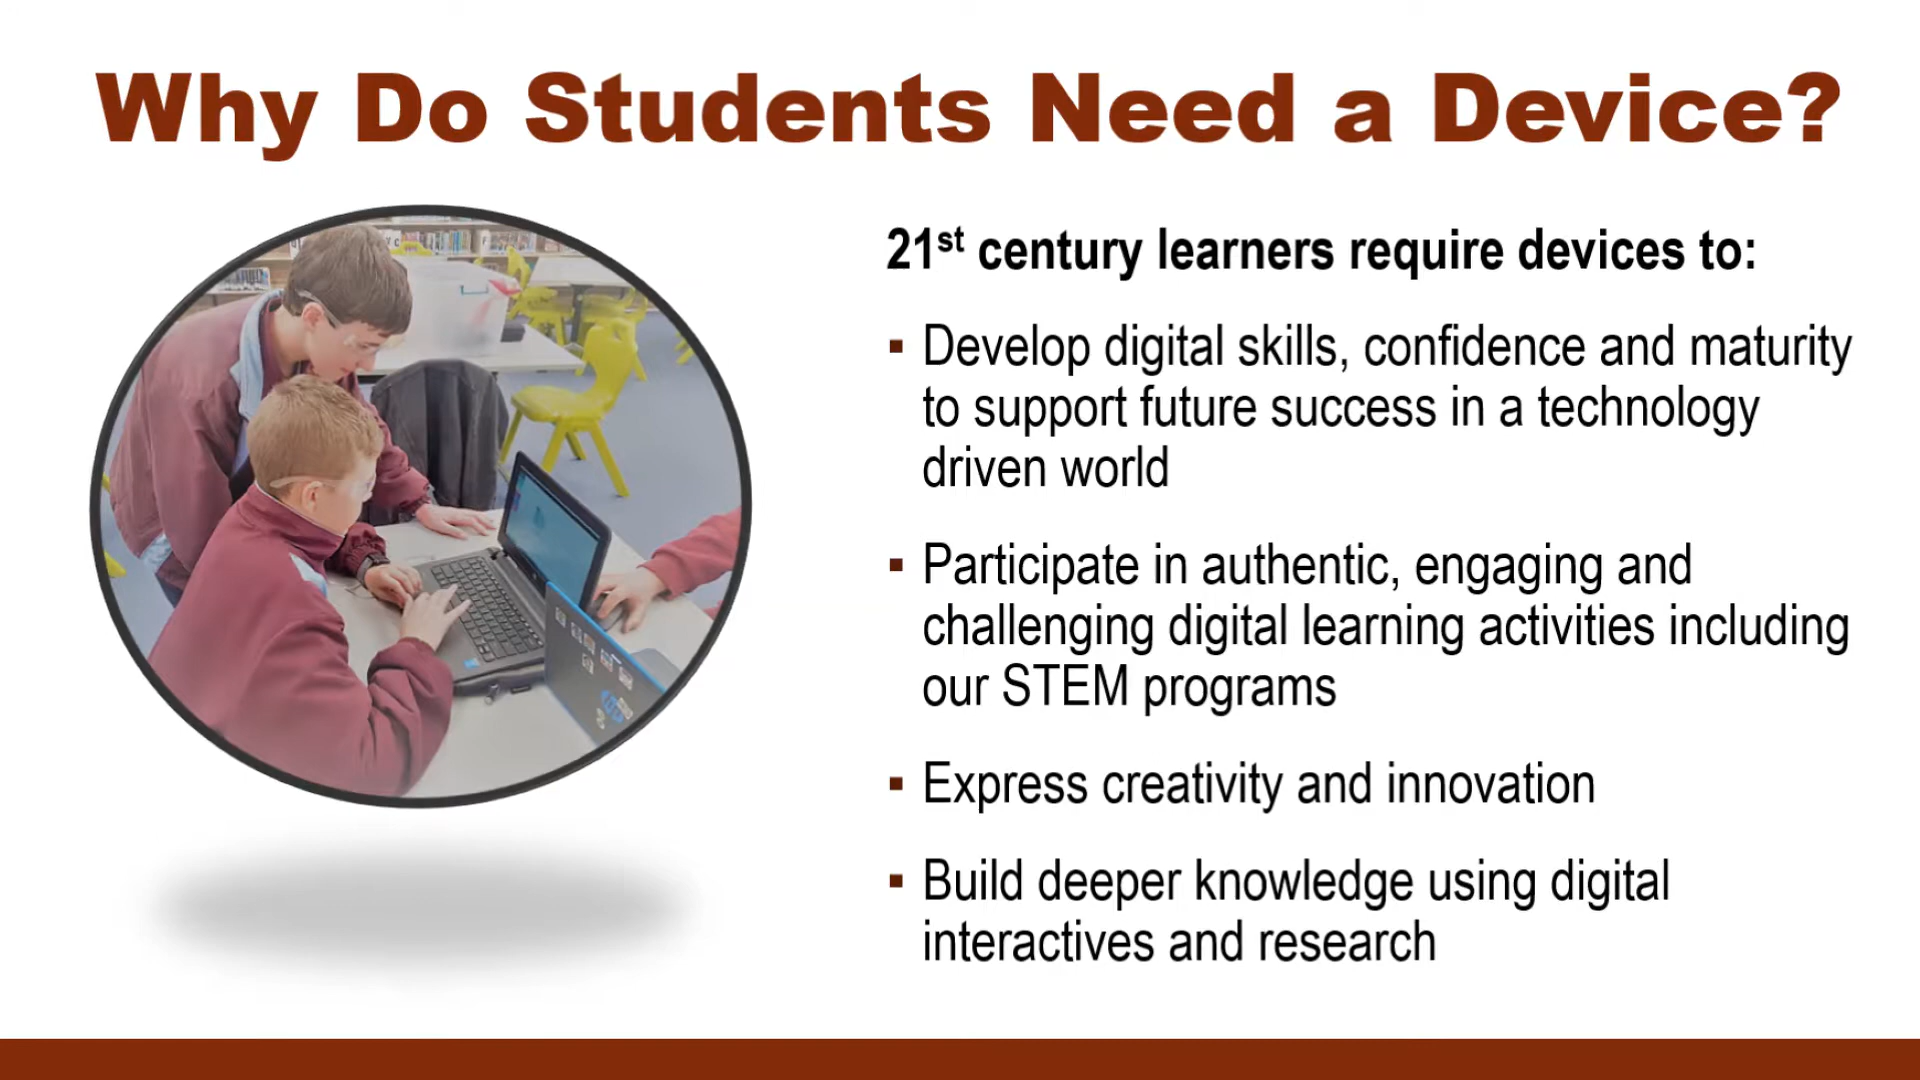 Why Do Students Need a Device?
21st century learners require devices to:
▪ Develop digital skills, confidence and maturity
to support future success in a technology
driven world
▪ Participate in authentic, engaging and
challenging digital learning activities including
our STEM programs
▪ Express creativity and innovation
▪ Build deeper knowledge using digital
interactives and research